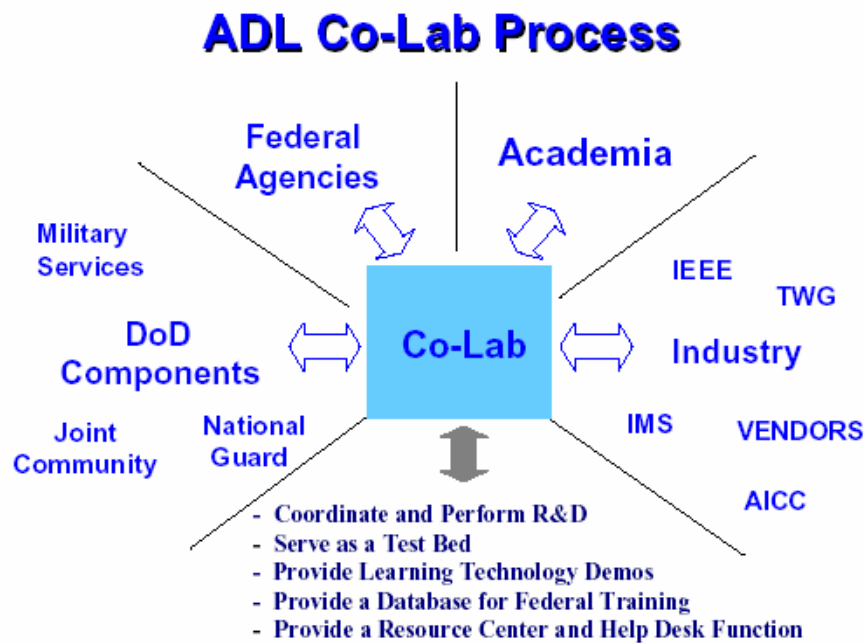 ADL Co-Lab Process
Federal
Agencies
Academia
Military
Services
IEEE
TWG
DoD
Components
Co-Lab
Industry
Joint
Community
National
Guard
IMS
VENDORS
AICC
- Coordinate and Perform R&D
- Serve as a Test Bed
- Provide Learning Technology Demos
- Provide a Database for Federal Training
- Provide a Resource Center and Help Desk Function